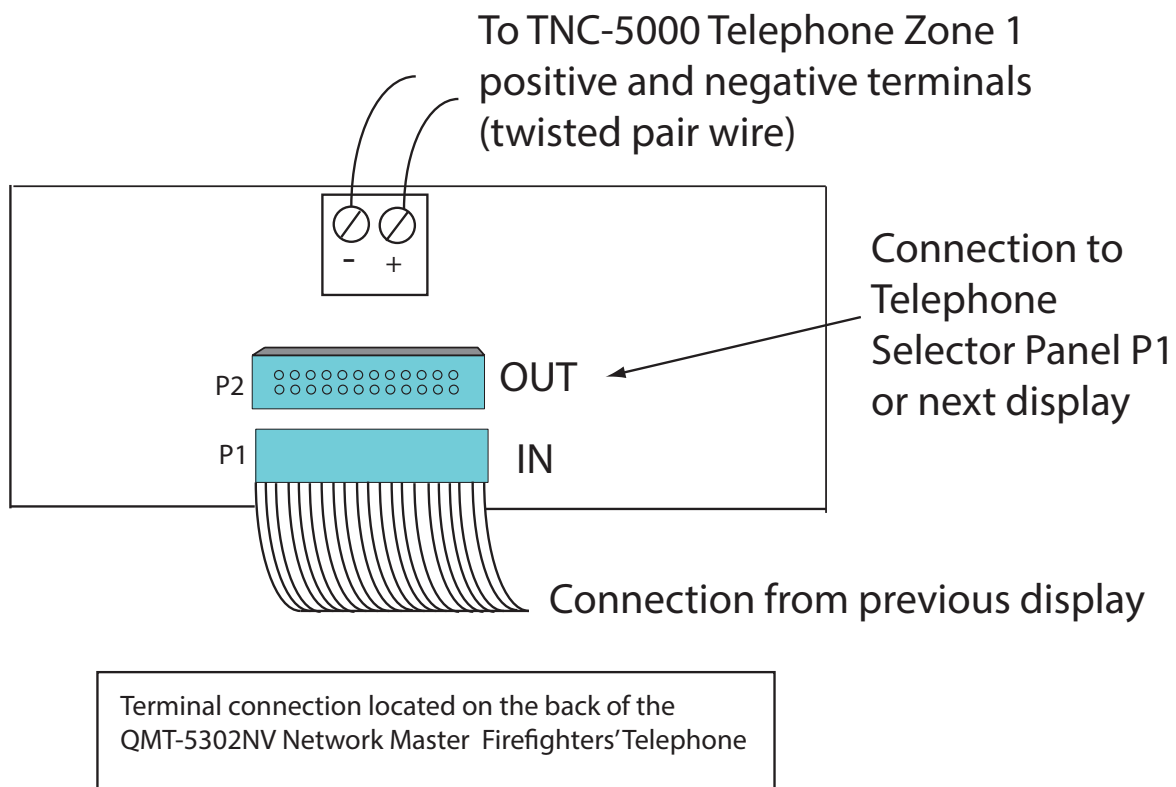 To TNC-5000 Telephone Zone 1
positive and negative terminals
(twisted pair wire)
- +
Connection to
Telephone
Selector Panel P1
or next display
P2
OUT
P1
IN
Connection from previous display
Terminal connection located on the back of the
QMT-5302NV Network Master Firefighters' Telephone